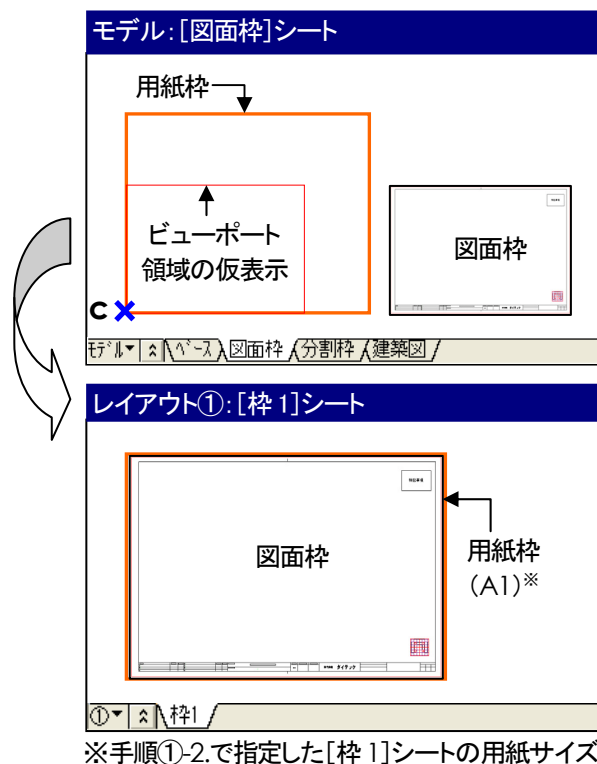 モデル：[図面枠]シート
用紙枠
ビューポート
領域の仮表示
図面枠
C
ﾓﾃﾞﾙ ﾍﾞｰｽ 図面枠 分割枠 建築図
レイアウト①：[枠1]シート
図面枠
用紙枠
(A1)※
① 枠1
※手順①-2.で指定した[枠1]シートの用紙サイズ